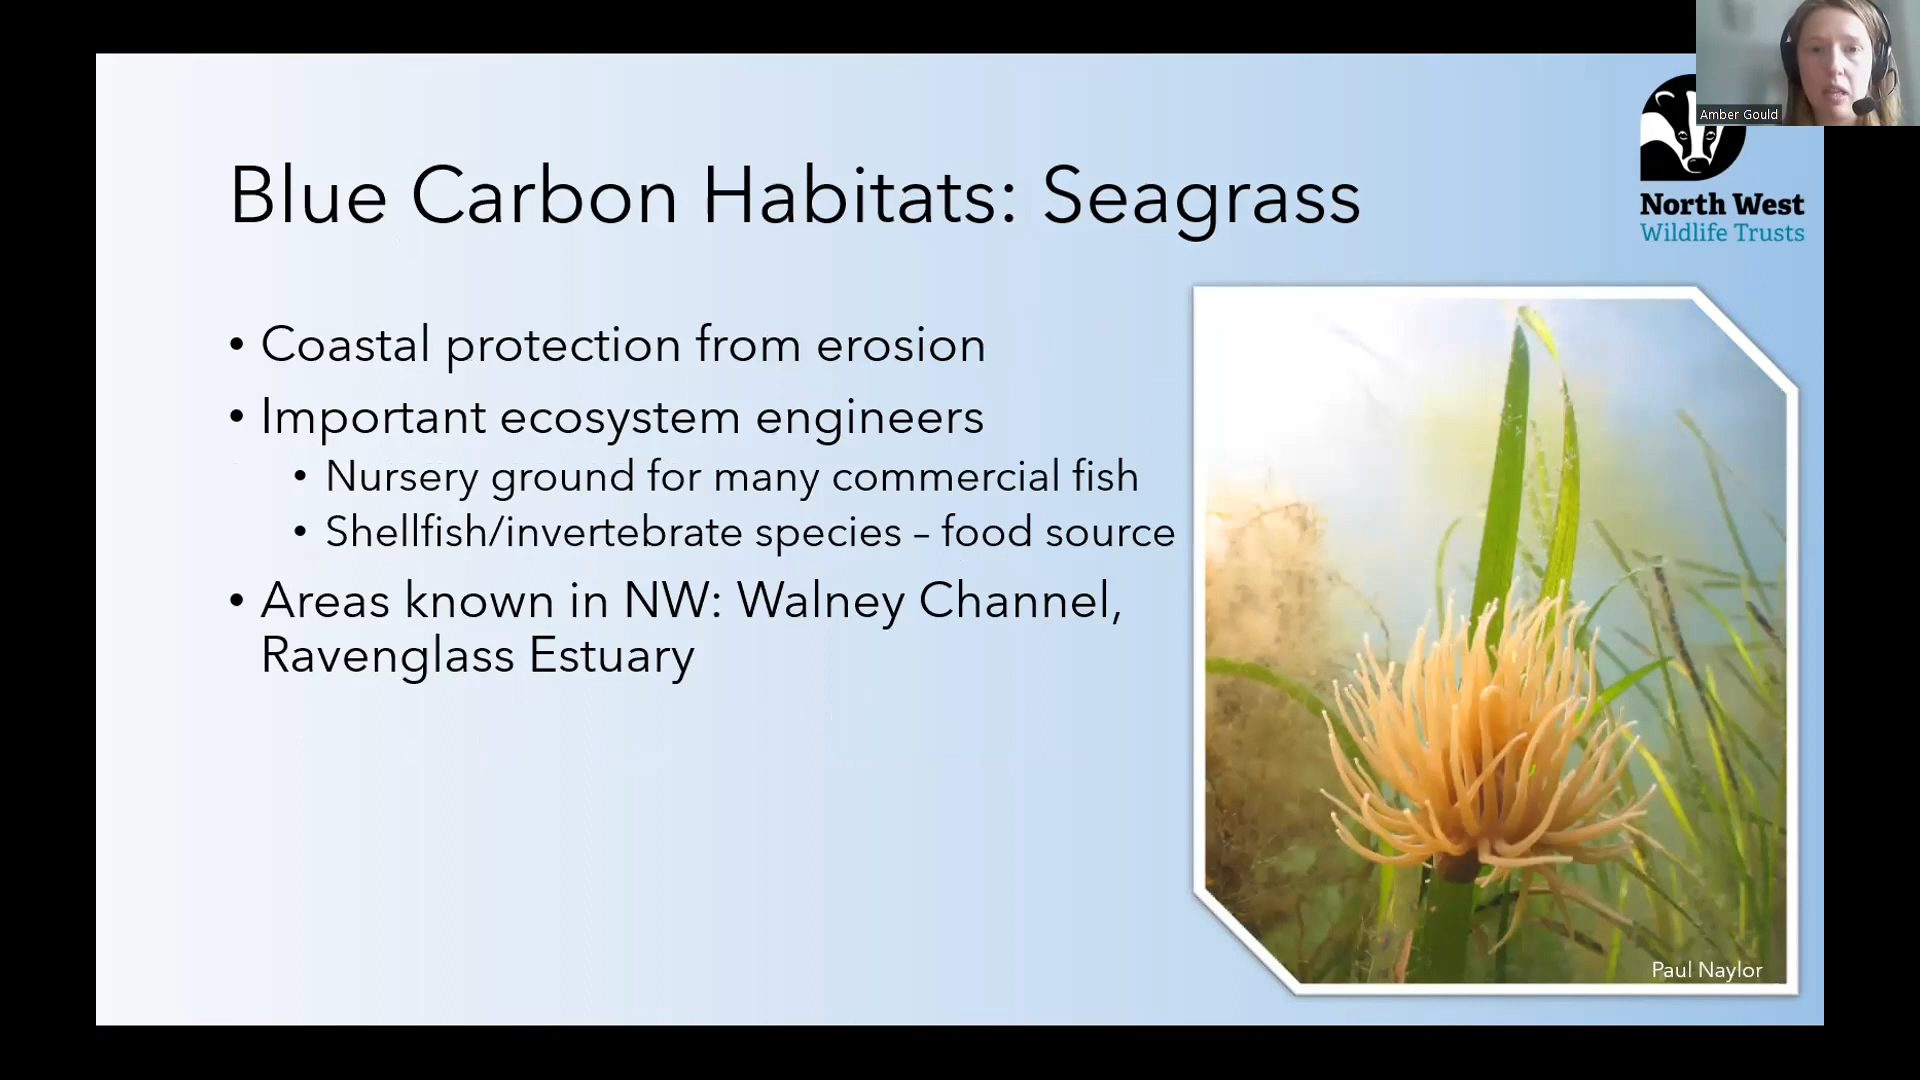 Amber Gould
North West
Wildlife Trusts
Blue Carbon Habitats: Seagrass
• Coastal protection from erosion
• Important ecosystem engineers
• Nursery ground for many commercial fish
• Shellfish/invertebrate species – food source
• Areas known in NW: Walney Channel,
Ravenglass Estuary
Paul Naylor